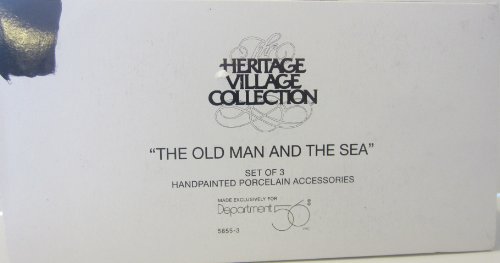 The
HERITAGE
VILLAGE
COLLECTION
"THE OLD MAN AND THE SEA"
SET OF 3
HANDPAINTED PORCELAIN ACCESSORIES
MADE EXCLUSIVELY FOR
Department 56®
INC.
5655-3